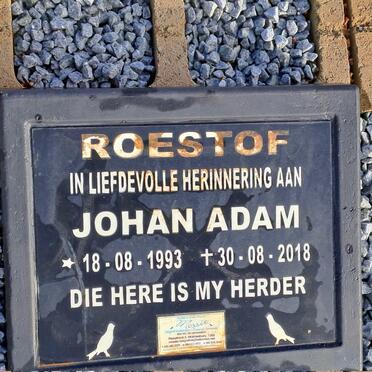 ROESTOF
IN LIEFDEVOLLE HERINNERING AAN
JOHAN ADAM
★ 18 - 08 - 1993 ✝ 30 - 08 - 2018
DIE HERE IS MY HERDER